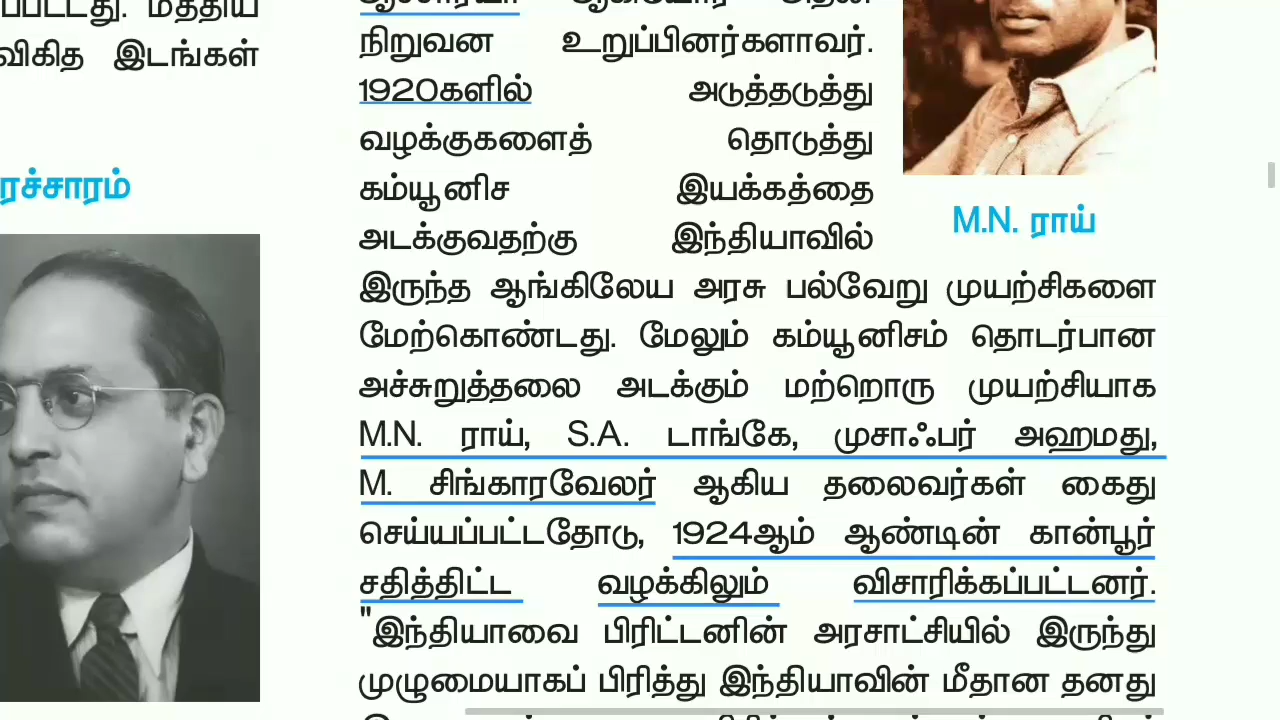 மத்திய
விகித இடங்கள்
ரச்சாரம்
நிறுவன உறுப்பினர்களாவர்.
1920களில் அடுத்தடுத்து
வழக்குகளைத் தொடுத்து
கம்யூனிச இயக்கத்தை
அடக்குவதற்கு இந்தியாவில்
M.N. ராய்
இருந்த ஆங்கிலேய அரசு பல்வேறு முயற்சிகளை
மேற்கொண்டது. மேலும் கம்யூனிசம் தொடர்பான
அச்சுறுத்தலை அடக்கும் மற்றொரு முயற்சியாக
M.N. ராய், S.A. டாங்கே, முசாஃபர் அஹமது,
M. சிங்காரவேலர் ஆகிய தலைவர்கள் கைது
செய்யப்பட்டதோடு, 1924ஆம் ஆண்டின் கான்பூர்
சதித்திட்ட வழக்கிலும் விசாரிக்கப்பட்டனர்.
"இந்தியாவை பிரிட்டனின் அரசாட்சியில் இருந்து
முழுமையாகப் பிரித்து இந்தியாவின் மீதான தனது